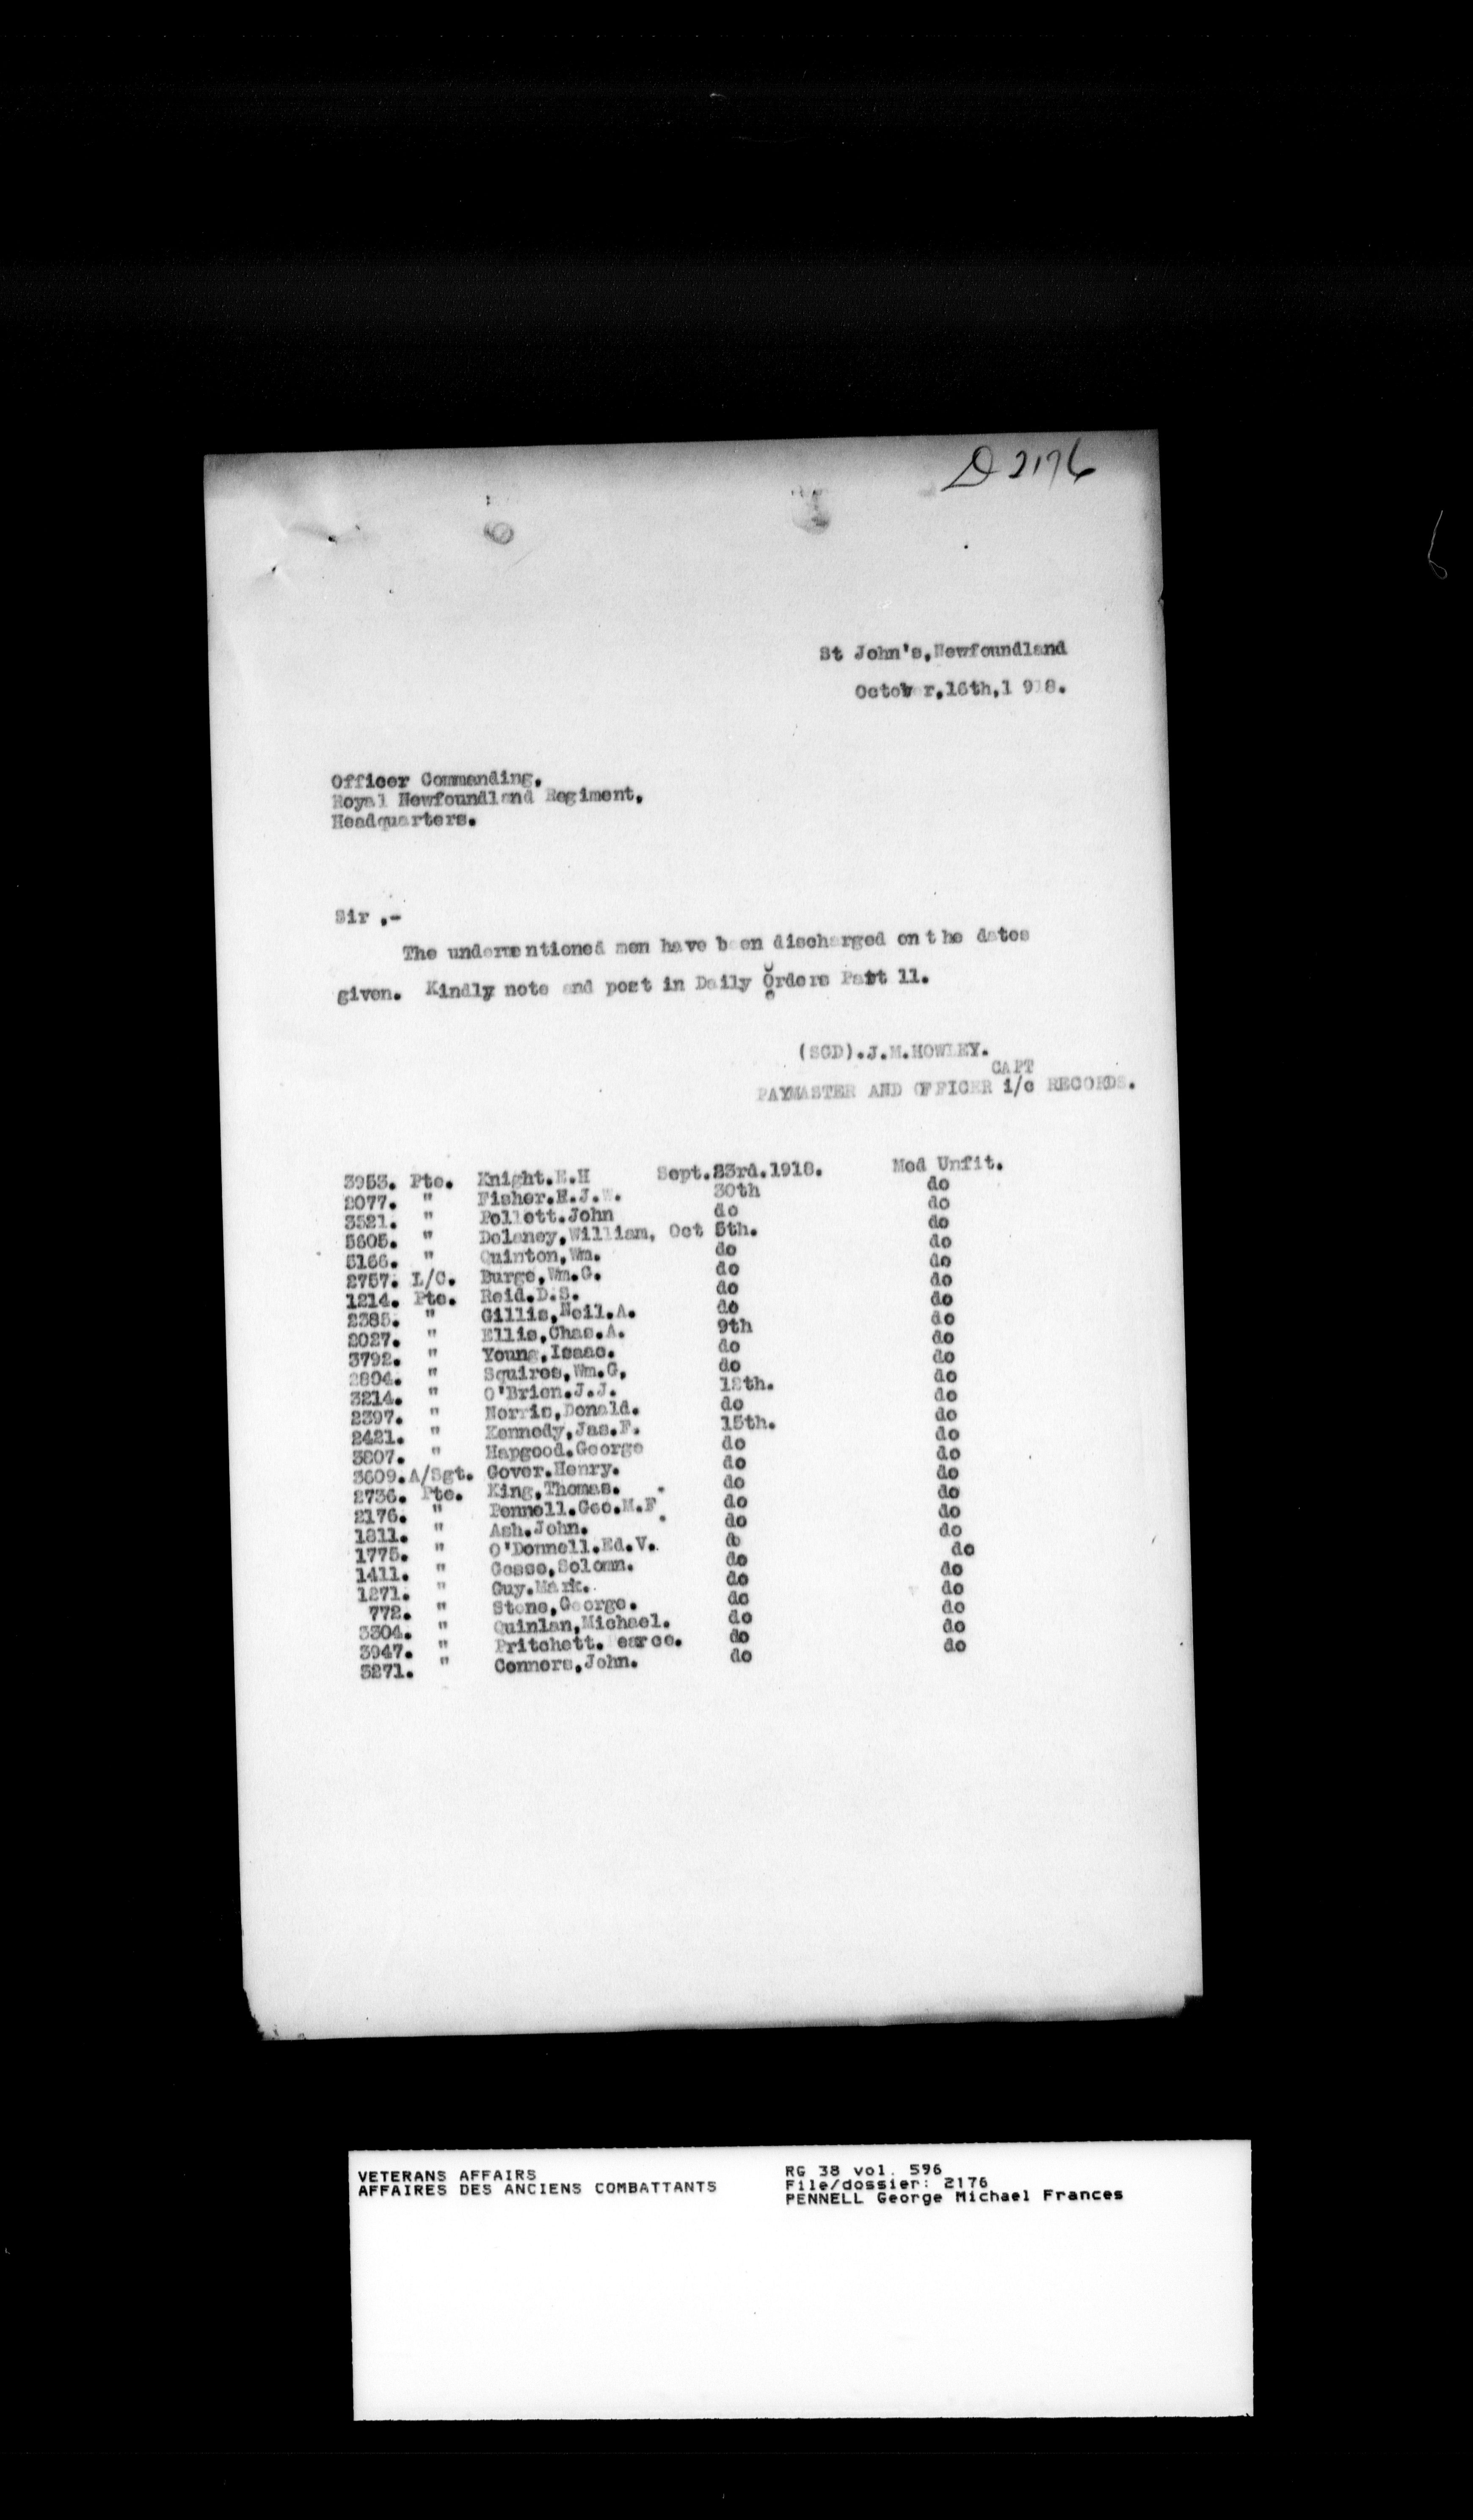 D 2176
St John's,Newfoundland
October,16th,1918.
Officer Commanding.
Royal Newfoundland Regiment,
Headquarters.
Sir ,-
The undermentioned men have been discharged on the dates
given. Kindly note and post in Daily Orders Part 11.
(SGD).J.M.HOWLEY.
CAPT
PAYMASTER AND OFFICER i/c RECORDS.
3953. Pte. Knight.E.H Sept.23rd.1918. Med Unfit.
2077. " Fisher.H.J.W. 30th do
3521. " Pollett.John do do
5605. " Delaney,William, Oct 5th. do
5166. " Quinton,Wm. do do
2757. L/C. Burge,Wm.G. do do
1214. Pte. Reid.D.S. do do
2385. " Gillis,Neil.A. do do
2027. " Ellis,Chas.A. 9th do
3792. " Young,Isaac. do do
2804. " Squires,Wm.G, do do
3214. " O'Brien.J.J. 12th. do
2397. " Norris,Donald. do do
2421. " Kennedy,Jas.F. 15th. do
3807. " Hapgood.George do do
3609.A/Sgt. Gover.Henry. do do
2736. Pte. King,Thomas. do do
2176. " Pennell.Geo.M.F. do do
1811. " Ash.John. do do
1775. " O'Donnell.Ed.V. do do
1411. " Gosse,Solomn. do do
1271. " Guy.Mark. do do
772. " Stone,George. do do
3304. " Quinlan,Michael. do do
3947. " Pritchett. earce. do do
3271. " Connors,John. do do
VETERANS AFFAIRS
AFFAIRES DES ANCIENS COMBATTANTS
RG 38 vol. 596
File/dossier: 2176
PENNELL George Michael Frances